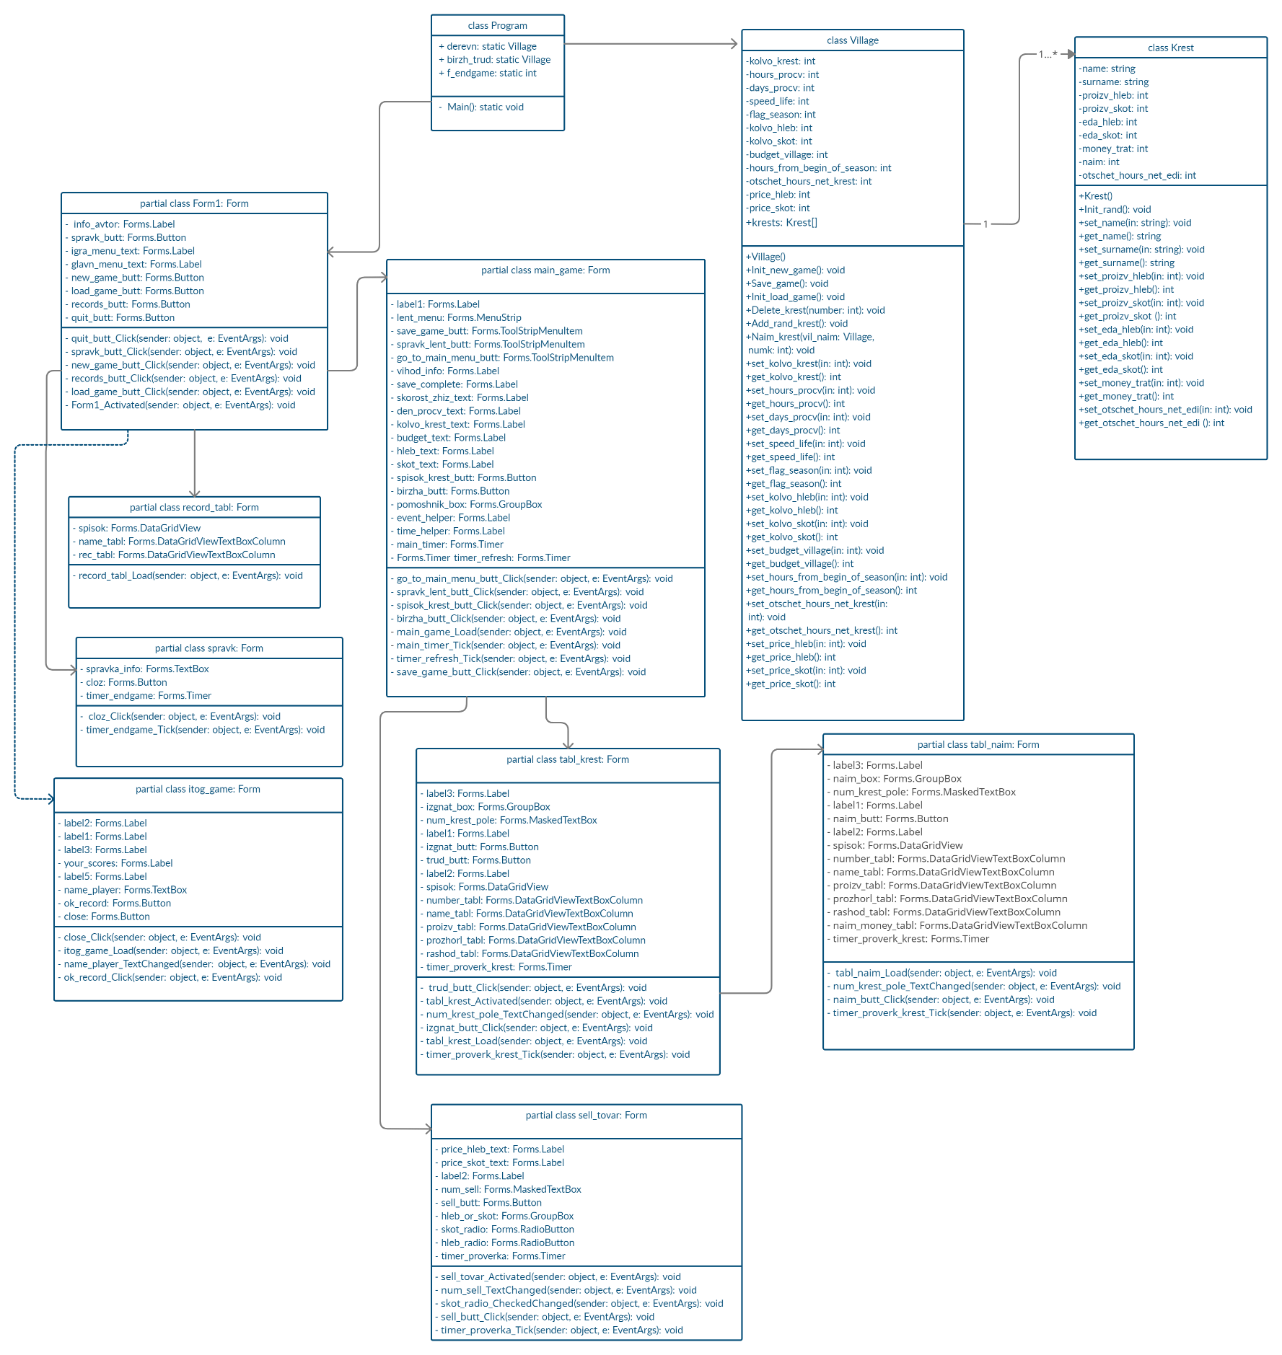 class Program
+ derevn: static Village
+ birzh_trud: static Village
+ f_endgame: static int
- Main(): static void
class Village
-kolvo_krest: int
-hours_procv: int
-days_procv: int
-speed_life: int
-flag_season: int
-kolvo_hleb: int
-kolvo_skot: int
-budget_village: int
-hours_from_begin_of_season: int
-otschet_hours_net_krest: int
-price_hleb: int
-price_skot: int
+krests: Krest[]
+Village()
+Init_new_game(): void
+Save_game(): void
+Init_load_game(): void
+Delete_krest(number: int): void
+Add_rand_krest(): void
+Naim_krest(vil_naim: Village,
numk: int): void
+set_kolvo_krest(in: int): void
+get_kolvo_krest(): int
+set_hours_procv(in: int): void
+get_hours_procv(): int
+set_days_procv(in: int): void
+get_days_procv(): int
+set_speed_life(in: int): void
+get_speed_life(): int
+set_flag_season(in: int): void
+get_flag_season(): int
+set_kolvo_hleb(in: int): void
+get_kolvo_hleb(): int
+set_kolvo_skot(in: int): void
+get_kolvo_skot(): int
+set_budget_village(in: int): void
+get_budget_village(): int
+set_hours_from_begin_of_season(in: int): void
+get_hours_from_begin_of_season(): int
+set_otschet_hours_net_krest(in:
int): void
+get_otschet_hours_net_krest(): int
+set_price_hleb(in: int): void
+get_price_hleb(): int
+set_price_skot(in: int): void
+get_price_skot(): int
1
1...*
class Krest
-name: string
-surname: string
-proizv_hleb: int
-proizv_skot: int
-eda_hleb: int
-eda_skot: int
-money_trat: int
-naim: int
-otschet_hours_net_edi: int
+Krest()
+Init_rand(): void
+set_name(in: string): void
+get_name(): string
+set_surname(in: string): void
+get_surname(): string
+set_proizv_hleb(in: int): void
+get_proizv_hleb(): int
+set_proizv_skot(in: int): void
+get_proizv_skot (): int
+set_eda_hleb(in: int): void
+get_eda_hleb(): int
+set_eda_skot(in: int): void
+get_eda_skot(): int
+set_money_trat(in: int): void
+get_money_trat(): int
+set_otschet_hours_net_edi(in: int): void
+get_otschet_hours_net_edi (): int
partial class Form1: Form
- info_avtor: Forms.Label
- spravk_butt: Forms.Button
- igra_menu_text: Forms.Label
- glavn_menu_text: Forms.Label
- new_game_butt: Forms.Button
- load_game_butt: Forms.Button
- records_butt: Forms.Button
- quit_butt: Forms.Button
- quit_butt_Click(sender: object, e: EventArgs): void
- spravk_butt_Click(sender: object, e: EventArgs): void
- new_game_butt_Click(sender: object, e: EventArgs): void
- records_butt_Click(sender: object, e: EventArgs): void
- load_game_butt_Click(sender: object, e: EventArgs): void
- Form1_Activated(sender: object, e: EventArgs): void
partial class main_game: Form
- label1: Forms.Label
- lent_menu: Forms.MenuStrip
- save_game_butt: Forms.ToolStripMenuItem
- spravk_lent_butt: Forms.ToolStripMenuItem
- go_to_main_menu_butt: Forms.ToolStripMenuItem
- vihod_info: Forms.Label
- save_complete: Forms.Label
- skorost_zhiz_text: Forms.Label
- den_procv_text: Forms.Label
- kolvo_krest_text: Forms.Label
- budget_text: Forms.Label
- hleb_text: Forms.Label
- skot_text: Forms.Label
- spisok_krest_butt: Forms.Button
- birzha_butt: Forms.Button
- pomoshnik_box: Forms.GroupBox
- event_helper: Forms.Label
- time_helper: Forms.Label
- main_timer: Forms.Timer
- Forms.Timer timer_refresh: Forms.Timer
- go_to_main_menu_butt_Click(sender: object, e: EventArgs): void
- spravk_lent_butt_Click(sender: object, e: EventArgs): void
- spisok_krest_butt_Click(sender: object, e: EventArgs): void
- birzha_butt_Click(sender: object, e: EventArgs): void
- main_game_Load(sender: object, e: EventArgs): void
- main_timer_Tick(sender: object, e: EventArgs): void
- timer_refresh_Tick(sender: object, e: EventArgs): void
- save_game_butt_Click(sender: object, e: EventArgs): void
partial class record_tabl: Form
- spisok: Forms.DataGridView
- name_tabl: Forms.DataGridViewTextBoxColumn
- rec_tabl: Forms.DataGridViewTextBoxColumn
- record_tabl_Load(sender: object, e: EventArgs): void
partial class spravk: Form
- spravka_info: Forms.TextBox
- cloz: Forms.Button
- timer_endgame: Forms.Timer
- cloz_Click(sender: object, e: EventArgs): void
- timer_endgame_Tick(sender: object, e: EventArgs): void
partial class itog_game: Form
- label2: Forms.Label
- label1: Forms.Label
- label3: Forms.Label
- your_scores: Forms.Label
- label5: Forms.Label
- name_player: Forms.TextBox
- ok_record: Forms.Button
- close: Forms.Button
- close_Click(sender: object, e: EventArgs): void
- itog_game_Load(sender: object, e: EventArgs): void
- name_player_TextChanged(sender: object, e: EventArgs): void
- ok_record_Click(sender: object, e: EventArgs): void
partial class tabl_krest: Form
- label3: Forms.Label
- izgnat_box: Forms.GroupBox
- num_krest_pole: Forms.MaskedTextBox
- label1: Forms.Label
- izgnat_butt: Forms.Button
- trud_butt: Forms.Button
- label2: Forms.Label
- spisok: Forms.DataGridView
- number_tabl: Forms.DataGridViewTextBoxColumn
- name_tabl: Forms.DataGridViewTextBoxColumn
- proizv_tabl: Forms.DataGridViewTextBoxColumn
- prozhorl_tabl: Forms.DataGridViewTextBoxColumn
- rashod_tabl: Forms.DataGridViewTextBoxColumn
- timer_proverk_krest: Forms.Timer
- trud_butt_Click(sender: object, e: EventArgs): void
- tabl_krest_Activated(sender: object, e: EventArgs): void
- num_krest_pole_TextChanged(sender: object, e: EventArgs): void
- izgnat_butt_Click(sender: object, e: EventArgs): void
- tabl_krest_Load(sender: object, e: EventArgs): void
- timer_proverk_krest_Tick(sender: object, e: EventArgs): void
partial class tabl_naim: Form
- label3: Forms.Label
- naim_box: Forms.GroupBox
- num_krest_pole: Forms.MaskedTextBox
- label1: Forms.Label
- naim_butt: Forms.Button
- label2: Forms.Label
- spisok: Forms.DataGridView
- number_tabl: Forms.DataGridViewTextBoxColumn
- name_tabl: Forms.DataGridViewTextBoxColumn
- proizv_tabl: Forms.DataGridViewTextBoxColumn
- prozhorl_tabl: Forms.DataGridViewTextBoxColumn
- rashod_tabl: Forms.DataGridViewTextBoxColumn
- naim_money_tabl: Forms.DataGridViewTextBoxColumn
- timer_proverk_krest: Forms.Timer
- tabl_naim_Load(sender: object, e: EventArgs): void
- num_krest_pole_TextChanged(sender: object, e: EventArgs): void
- naim_butt_Click(sender: object, e: EventArgs): void
- timer_proverk_krest_Tick(sender: object, e: EventArgs): void
partial class sell_tovar: Form
- price_hleb_text: Forms.Label
- price_skot_text: Forms.Label
- label2: Forms.Label
- num_sell: Forms.MaskedTextBox
- sell_butt: Forms.Button
- hleb_or_skot: Forms.GroupBox
- skot_radio: Forms.RadioButton
- hleb_radio: Forms.RadioButton
- timer_proverka: Forms.Timer
- sell_tovar_Activated(sender: object, e: EventArgs): void
- num_sell_TextChanged(sender: object, e: EventArgs): void
- skot_radio_CheckedChanged(sender: object, e: EventArgs): void
- sell_butt_Click(sender: object, e: EventArgs): void
- timer_proverka_Tick(sender: object, e: EventArgs): void